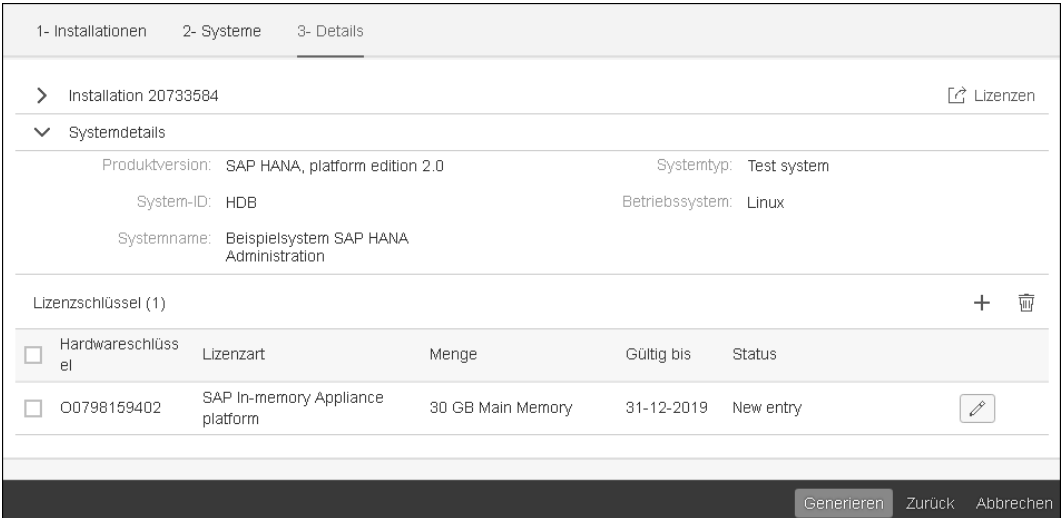 1- Installationen 2- Systeme 3- Details
Installation 20733584 Lizenzen
Systemdetails
Produktversion: SAP HANA, platform edition 2.0 Systemtyp: Test system
System-ID: HDB Betriebssystem: Linux
Systemname: Beispielsystem SAP HANA
Administration
Lizenzschlüssel (1)
Hardwareschlüss
el Lizenzart Menge Gültig bis Status
O0798159402 SAP In-memory Appliance
platform 30 GB Main Memory 31-12-2019 New entry
Generieren Zurück Abbrechen